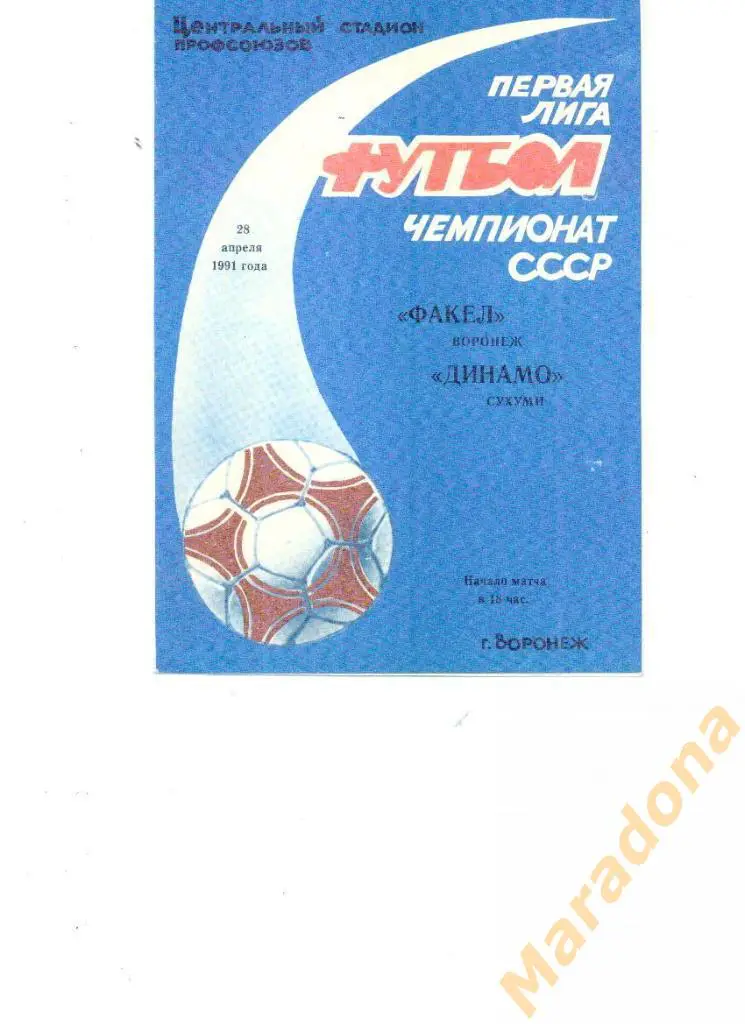 Центральный стадион
профсоюзов
ПЕРВАЯ
ЛИГА
ФУТБОЛ
ЧЕМПИОНАТ
СССР
28
апреля
1991 года
«ФАКЕЛ»
ВОРОНЕЖ
«ДИНАМО»
СУХУМИ
Начало матча
в 18 час.
г. Воронеж
Maradona